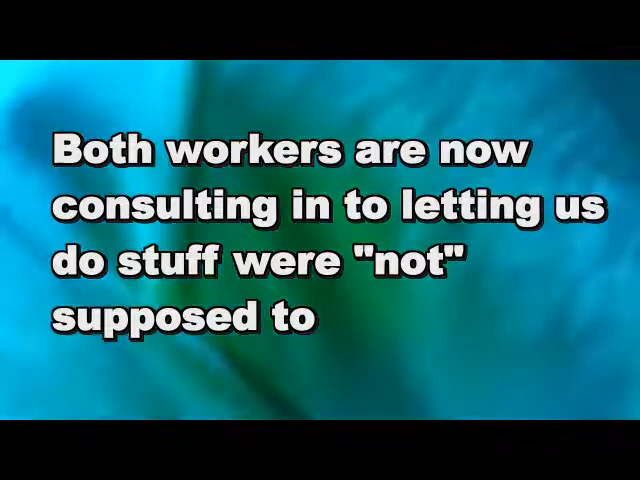 Both workers are now
consulting in to letting us
do stuff were "not"
supposed to